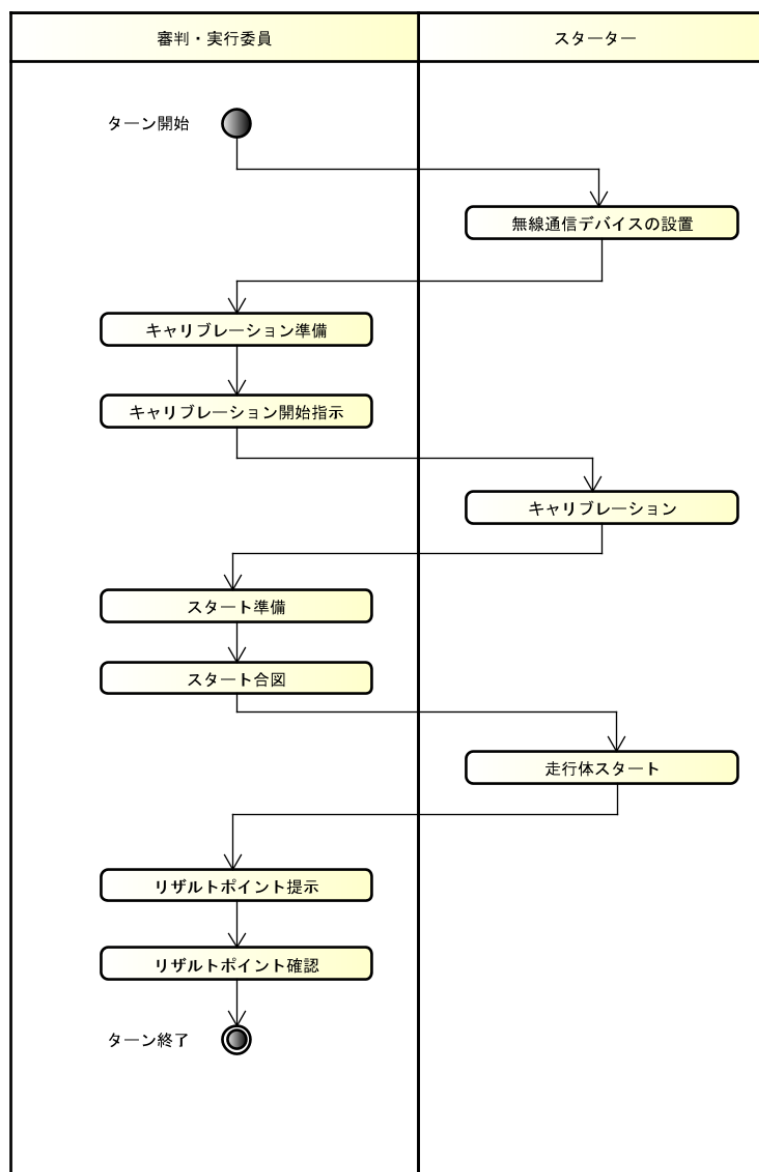 審判・実行委員
スターター
ターン開始
無線通信デバイスの設置
キャリブレーション準備
キャリブレーション開始指示
キャリブレーション
スタート準備
スタート合図
走行体スタート
リザルトポイント提示
リザルトポイント確認
ターン終了